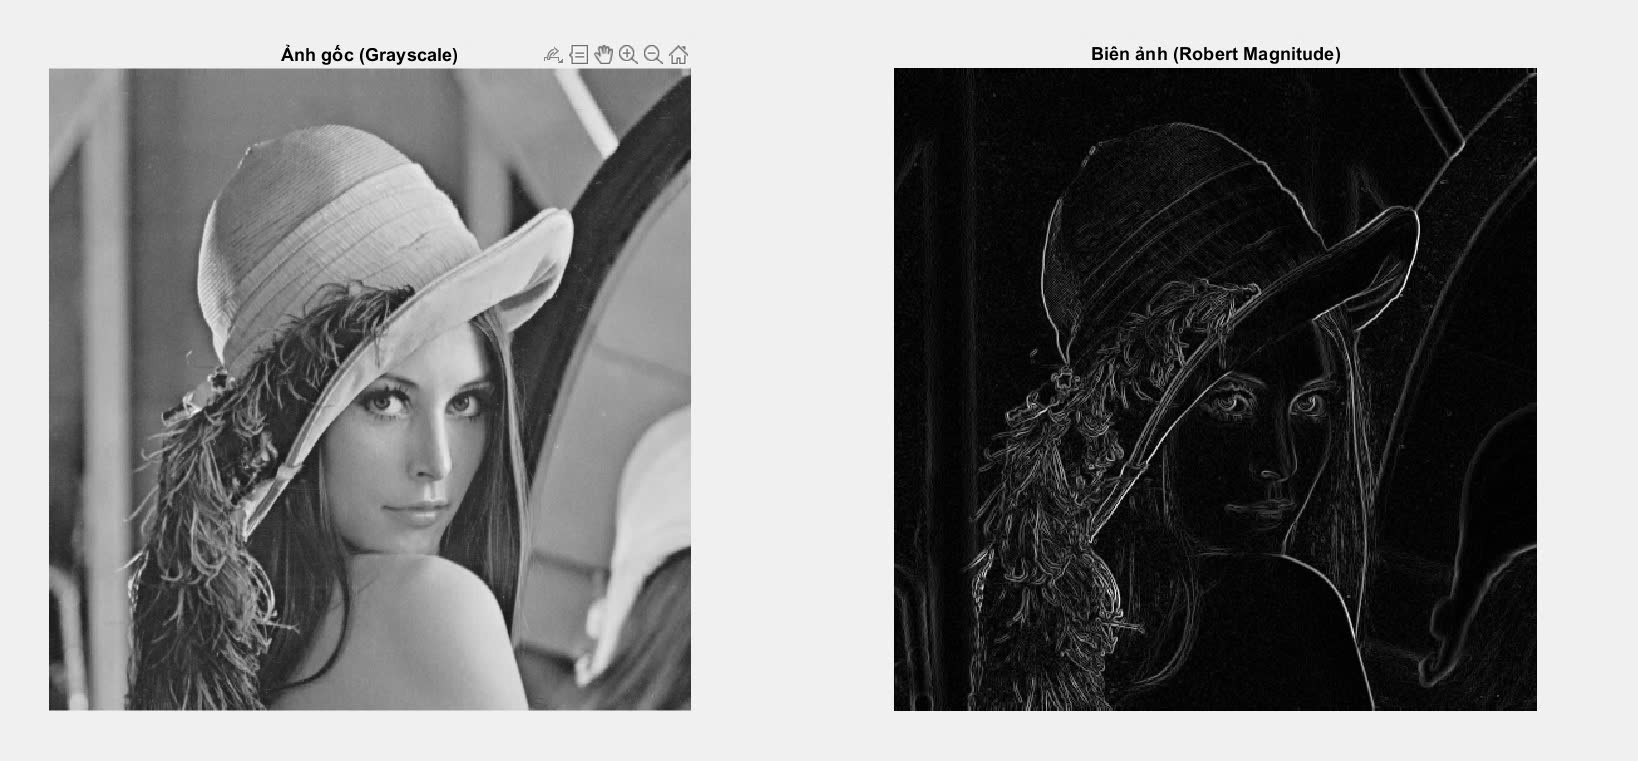 Ảnh gốc (Grayscale)
Biên ảnh (Robert Magnitude)